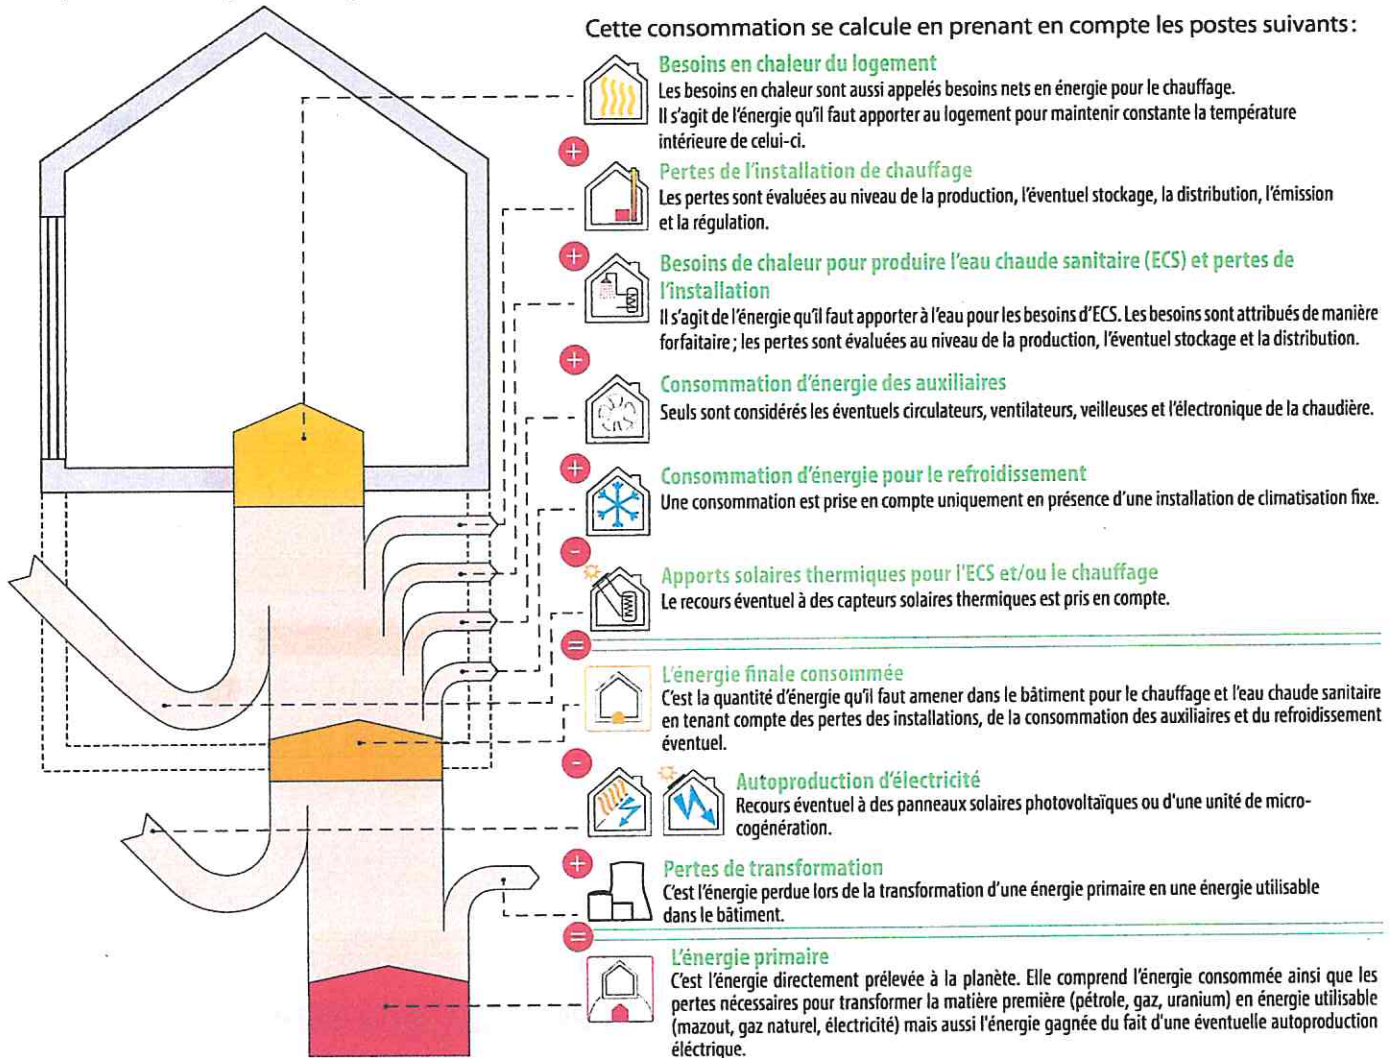 Cette consommation se calcule en prenant en compte les postes suivants:
Besoins en chaleur du logement
Les besoins en chaleur sont aussi appelés besoins nets en énergie pour le chauffage.
Il s'agit de l'énergie qu'il faut apporter au logement pour maintenir constante la température
intérieure de celui-ci.
+
Pertes de l'installation de chauffage
Les pertes sont évaluées au niveau de la production, l'éventuel stockage, la distribution, l'émission
et la régulation.
+
Besoins de chaleur pour produire l'eau chaude sanitaire (ECS) et pertes de
l'installation
Il s'agit de l'énergie qu'il faut apporter à l'eau pour les besoins d'ECS. Les besoins sont attribués de manière
forfaitaire; les pertes sont évaluées au niveau de la production, l'éventuel stockage et la distribution.
+
Consommation d'énergie des auxiliaires
Seuls sont considérés les éventuels circulateurs, ventilateurs, veilleuses et l'électronique de la chaudière.
+
Consommation d'énergie pour le refroidissement
Une consommation est prise en compte uniquement en présence d'une installation de climatisation fixe.
-
Apports solaires thermiques pour l'ECS et/ou le chauffage
Le recours éventuel à des capteurs solaires thermiques est pris en compte.
=
L'énergie finale consommée
C'est la quantité d'énergie qu'il faut amener dans le bâtiment pour le chauffage et l'eau chaude sanitaire
en tenant compte des pertes des installations, de la consommation des auxiliaires et du refroidissement
éventuel.
-
Autoproduction d'électricité
Recours éventuel à des panneaux solaires photovoltaïques ou d'une unité de micro-
cogénération.
+
Pertes de transformation
C'est l'énergie perdue lors de la transformation d'une énergie primaire en une énergie utilisable
dans le bâtiment.
=
L'énergie primaire
C'est l'énergie directement prélevée à la planète. Elle comprend l'énergie consommée ainsi que les
pertes nécessaires pour transformer la matière première (pétrole, gaz, uranium) en énergie utilisable
(mazout, gaz naturel, électricité) mais aussi l'énergie gagnée du fait d'une éventuelle autoproduction
éléctrique.